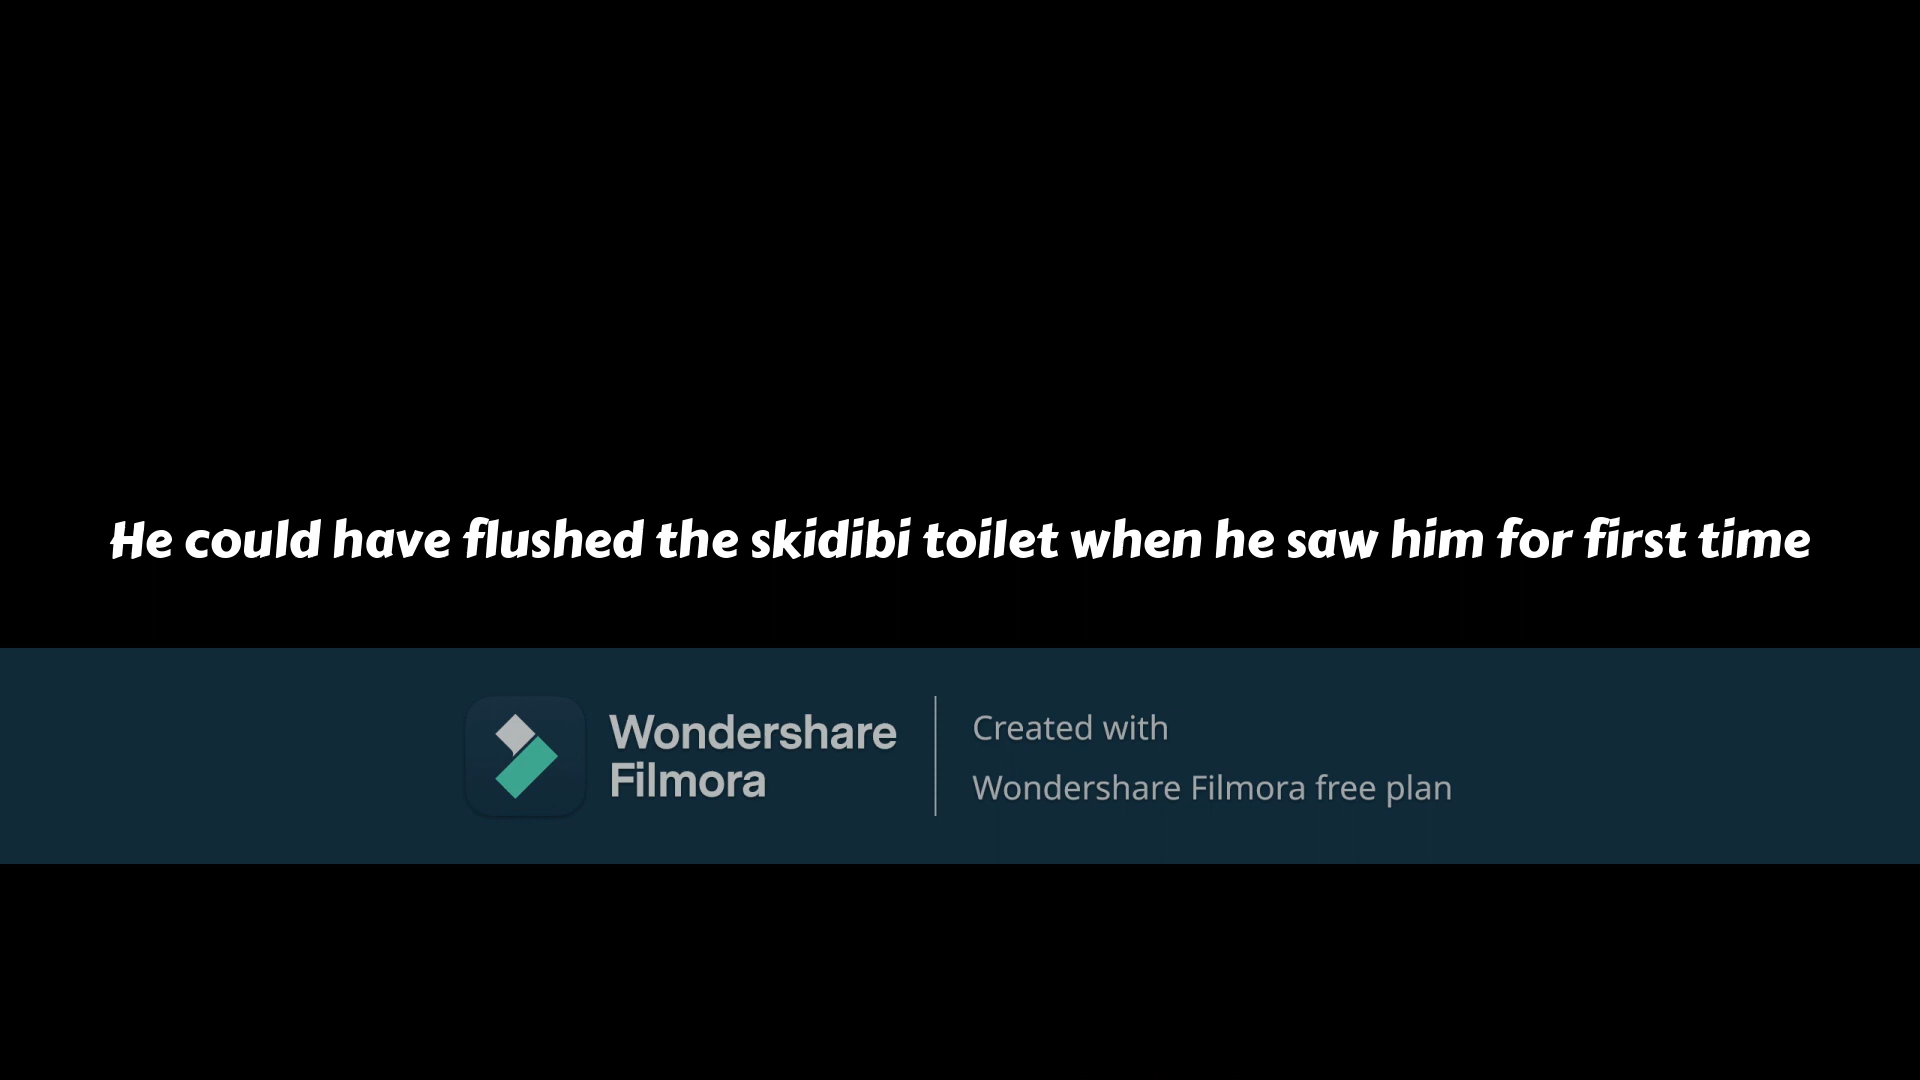 He could have flushed the skidibi toilet when he saw him for first time
Wondershare
Filmora
Created with
Wondershare Filmora free plan